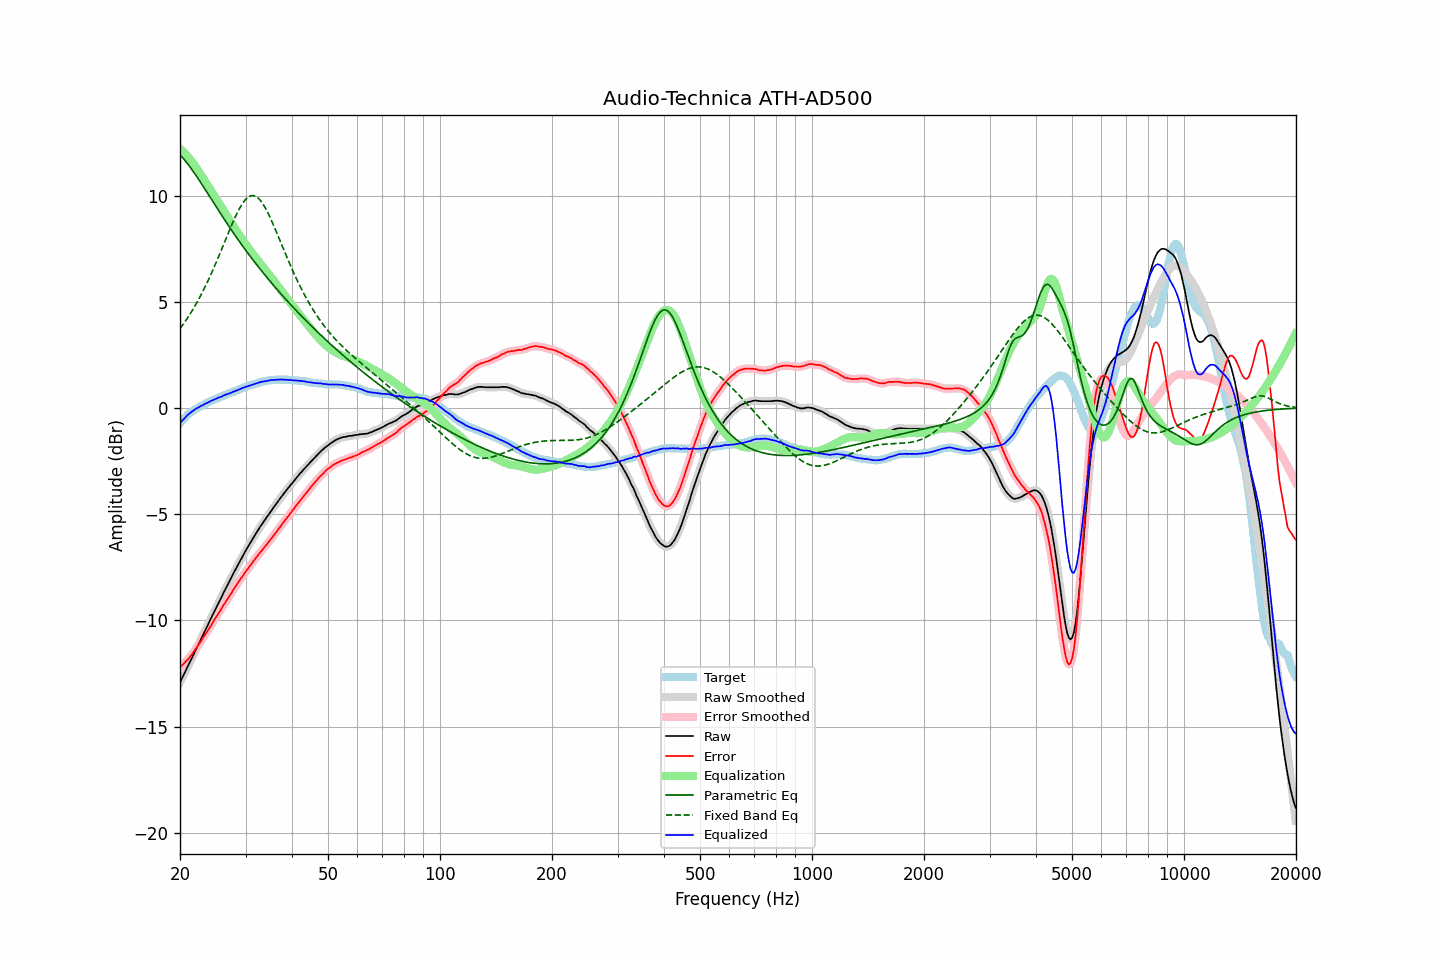 Audio-Technica ATH-AD500
Amplitude (dBr)
10
5
0
−5
−10
−15
−20
Target
Raw Smoothed
Error Smoothed
Raw
Error
Equalization
Parametric Eq
Fixed Band Eq
Equalized
20 50 100 200 500 1000 2000 5000 10000 20000
Frequency (Hz)